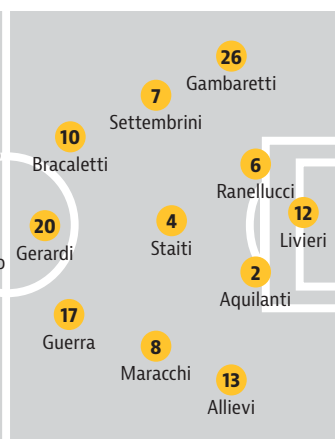 26
Gambaretti
7
Settembrini
10
Bracaletti
6
Ranellucci
12
Livieri
4
Staiti
20
Gerardi
2
Aquilanti
17
Guerra
8
Maracchi
13
Allievi